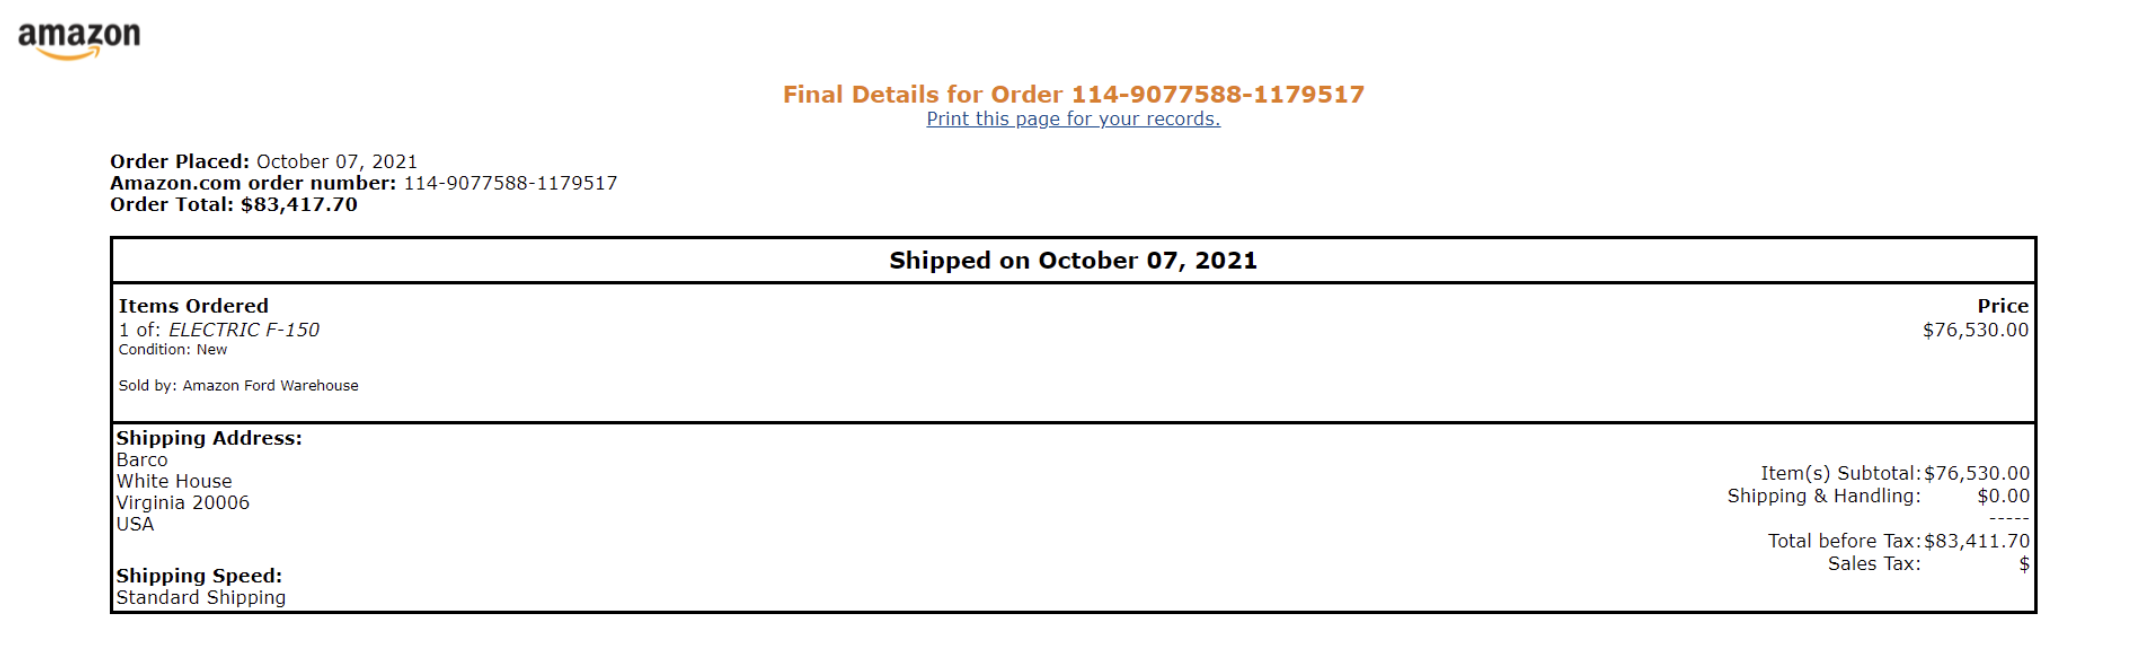 amazon
Final Details for Order 114-9077588-1179517
Print this page for your records.
Order Placed: October 07, 2021
Amazon.com order number: 114-9077588-1179517
Order Total: $83,417.70
Shipped on October 07, 2021
Items Ordered Price
1 of: ELECTRIC F-150 $76,530.00
Condition: New
Sold by: Amazon Ford Warehouse
Shipping Address:
Barco
White House
Virginia 20006
USA
Shipping Speed:
Standard Shipping
Item(s) Subtotal: $76,530.00
Shipping & Handling: $0.00
-----
Total before Tax: $83,411.70
Sales Tax: $